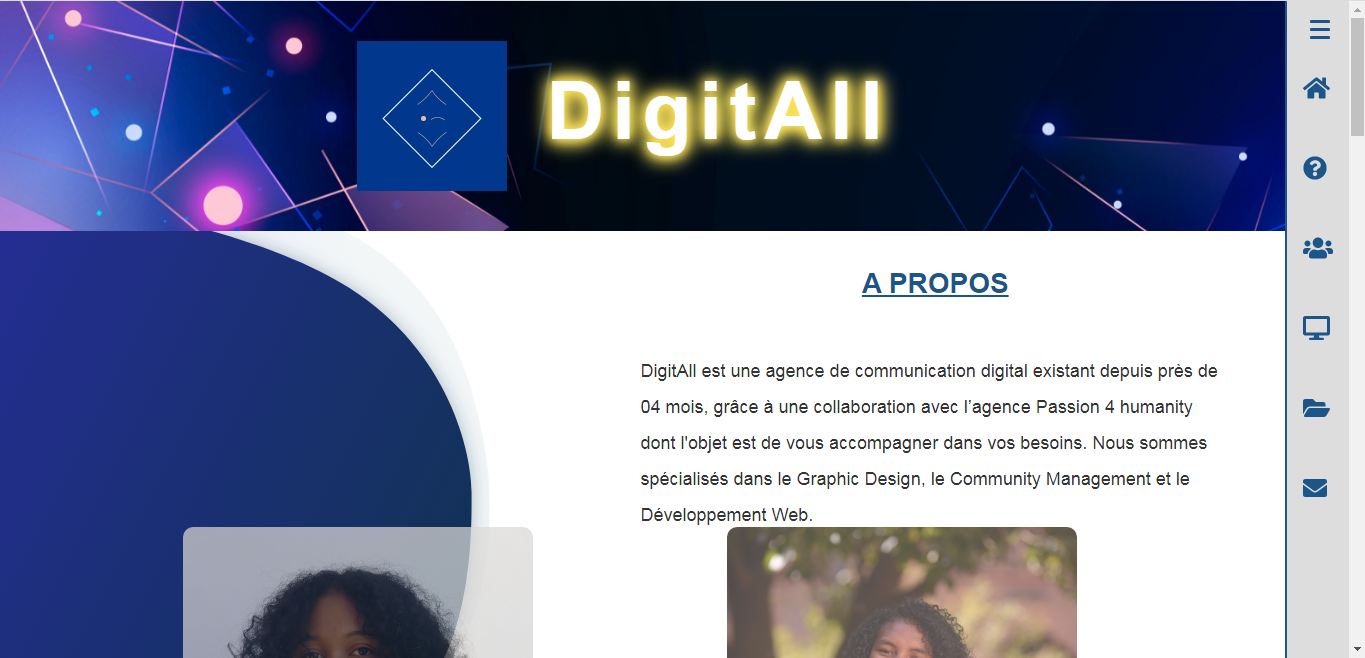 DigitAll
A PROPOS
DigitAll est une agence de communication digital existant depuis près de
04 mois, grâce à une collaboration avec l’agence Passion 4 humanity
dont l'objet est de vous accompagner dans vos besoins. Nous sommes
spécialisés dans le Graphic Design, le Community Management et le
Développement Web.